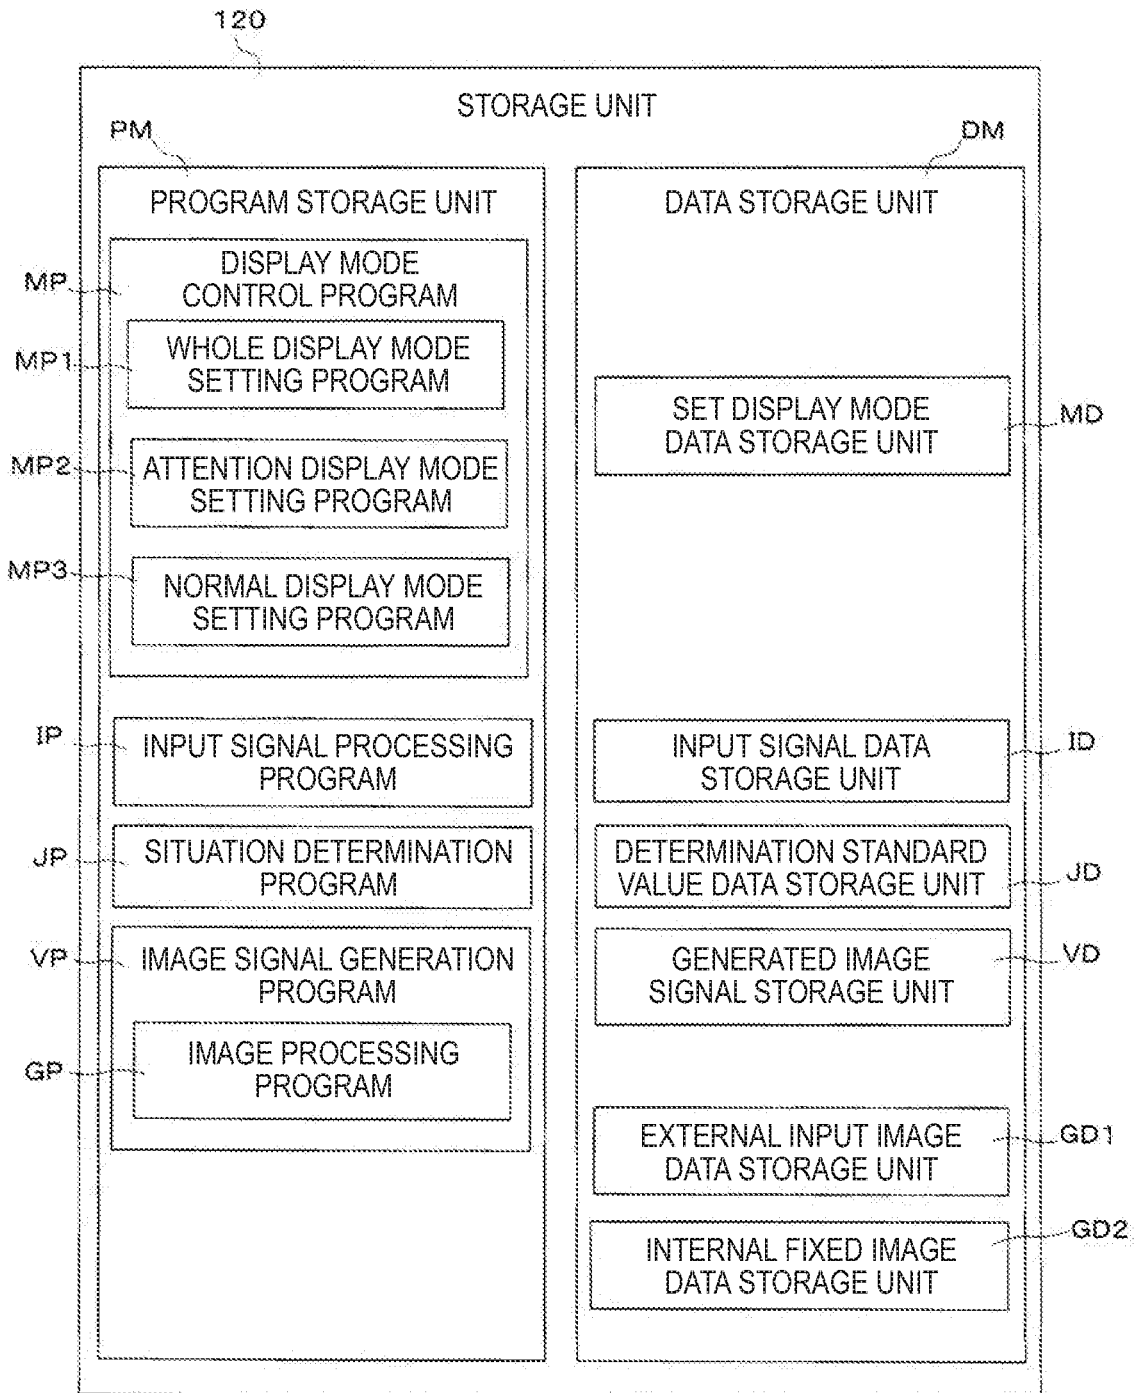 120
STORAGE UNIT
PM
DM
PROGRAM STORAGE UNIT
MP
DISPLAY MODE
CONTROL PROGRAM
MP1
WHOLE DISPLAY MODE
SETTING PROGRAM
MP2
ATTENTION DISPLAY MODE
SETTING PROGRAM
MP3
NORMAL DISPLAY MODE
SETTING PROGRAM
IP
INPUT SIGNAL PROCESSING
PROGRAM
JP
SITUATION DETERMINATION
PROGRAM
VP
IMAGE SIGNAL GENERATION
PROGRAM
GP
IMAGE PROCESSING
PROGRAM
DATA STORAGE UNIT
SET DISPLAY MODE
DATA STORAGE UNIT
MD
INPUT SIGNAL DATA
STORAGE UNIT
ID
DETERMINATION STANDARD
VALUE DATA STORAGE UNIT
JD
GENERATED IMAGE
SIGNAL STORAGE UNIT
VD
EXTERNAL INPUT IMAGE
DATA STORAGE UNIT
GD1
INTERNAL FIXED IMAGE
DATA STORAGE UNIT
GD2